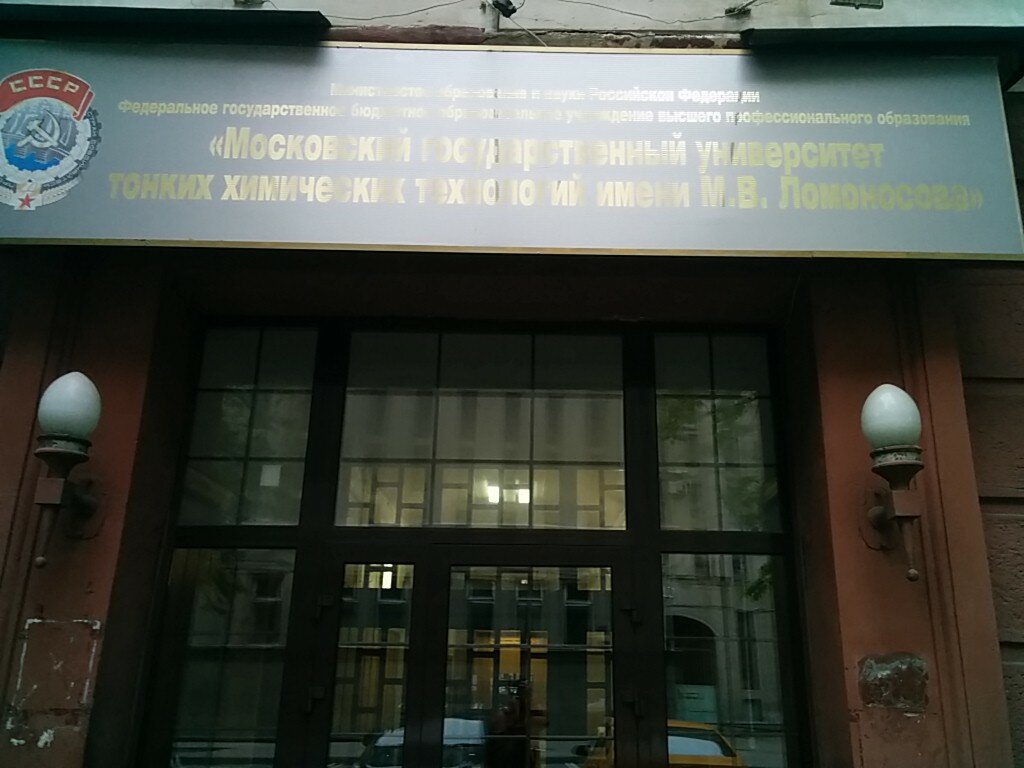 СССР
Министерство образования и науки Российской Федерации
Федеральное государственное бюджетное образовательное учреждение высшего профессионального образования
«Московский государственный университет
тонких химических технологий имени М.В. Ломоносова»